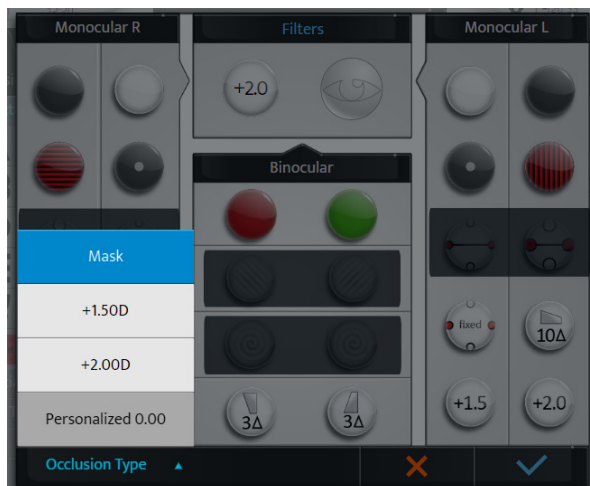 Monocular R
Filters
Monocular L
+2.0
Binocular
Mask
+1.50D
fixed
10Δ
+2.00D
+1.5
+2.0
Personalized 0.00
3Δ
3Δ
Occlusion Type